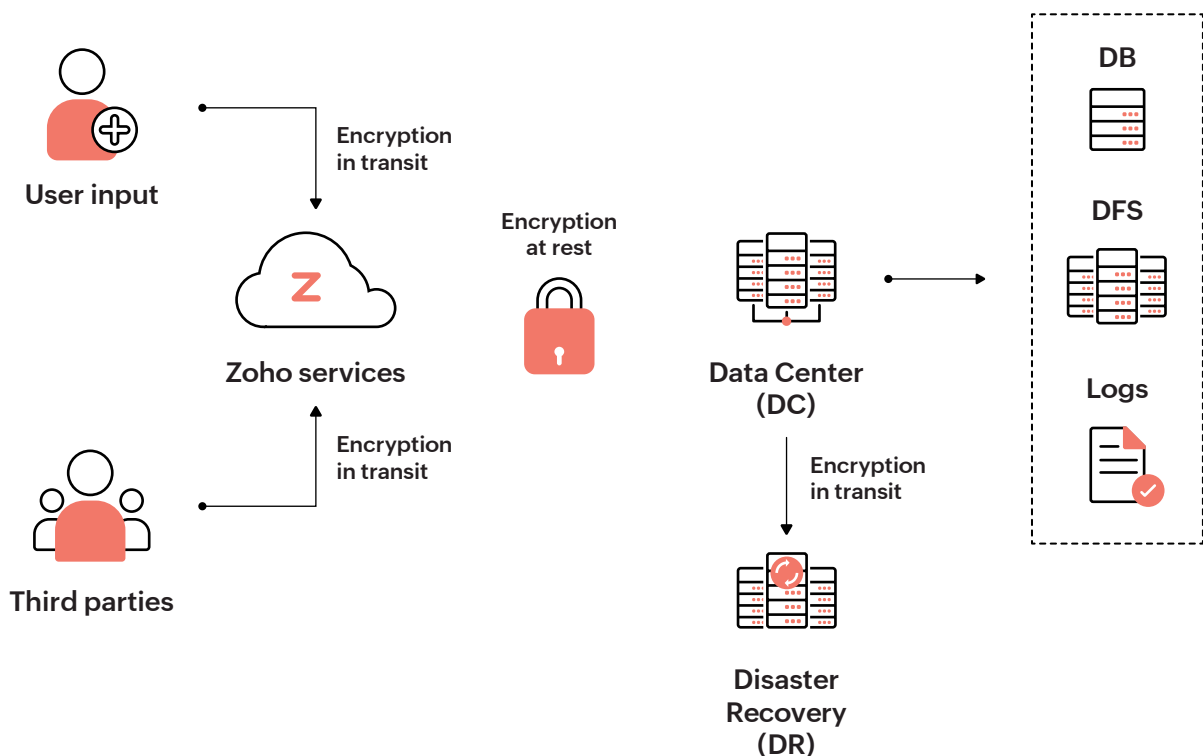 User input
Encryption
in transit
Z
Zoho services
Encryption
in transit
Third parties
Encryption
at rest
Data Center
(DC)
Encryption
in transit
Disaster
Recovery
(DR)
DB
DFS
Logs